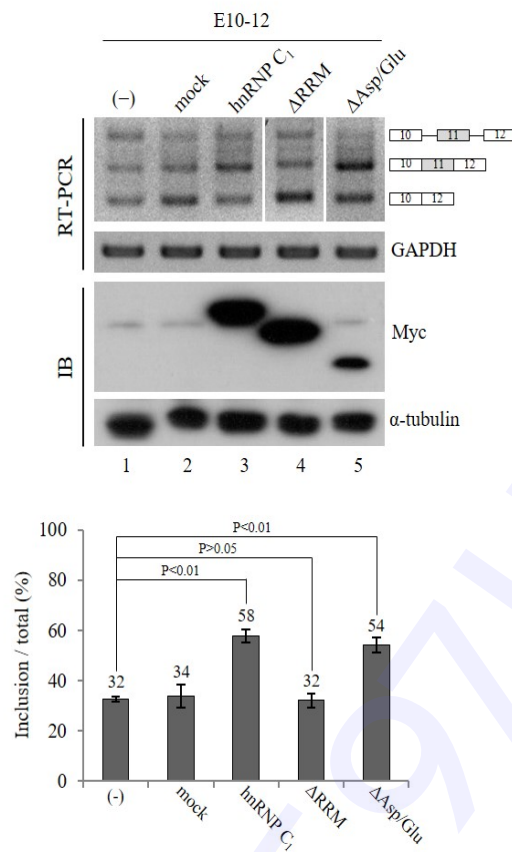 E10-12
(–) mock hnRNP C1 ΔRRM ΔAsp/Glu
RT-PCR
10 11 12
10 11 12
10 12
GAPDH
IB
Myc
α-tubulin
1 2 3 4 5
P<0.01
P>0.05
P<0.01
Inclusion / total (%)
100
80
60
40
20
0
32 34 58 32 54
(-) mock hnRNP C1 ΔRRM ΔAsp/Glu